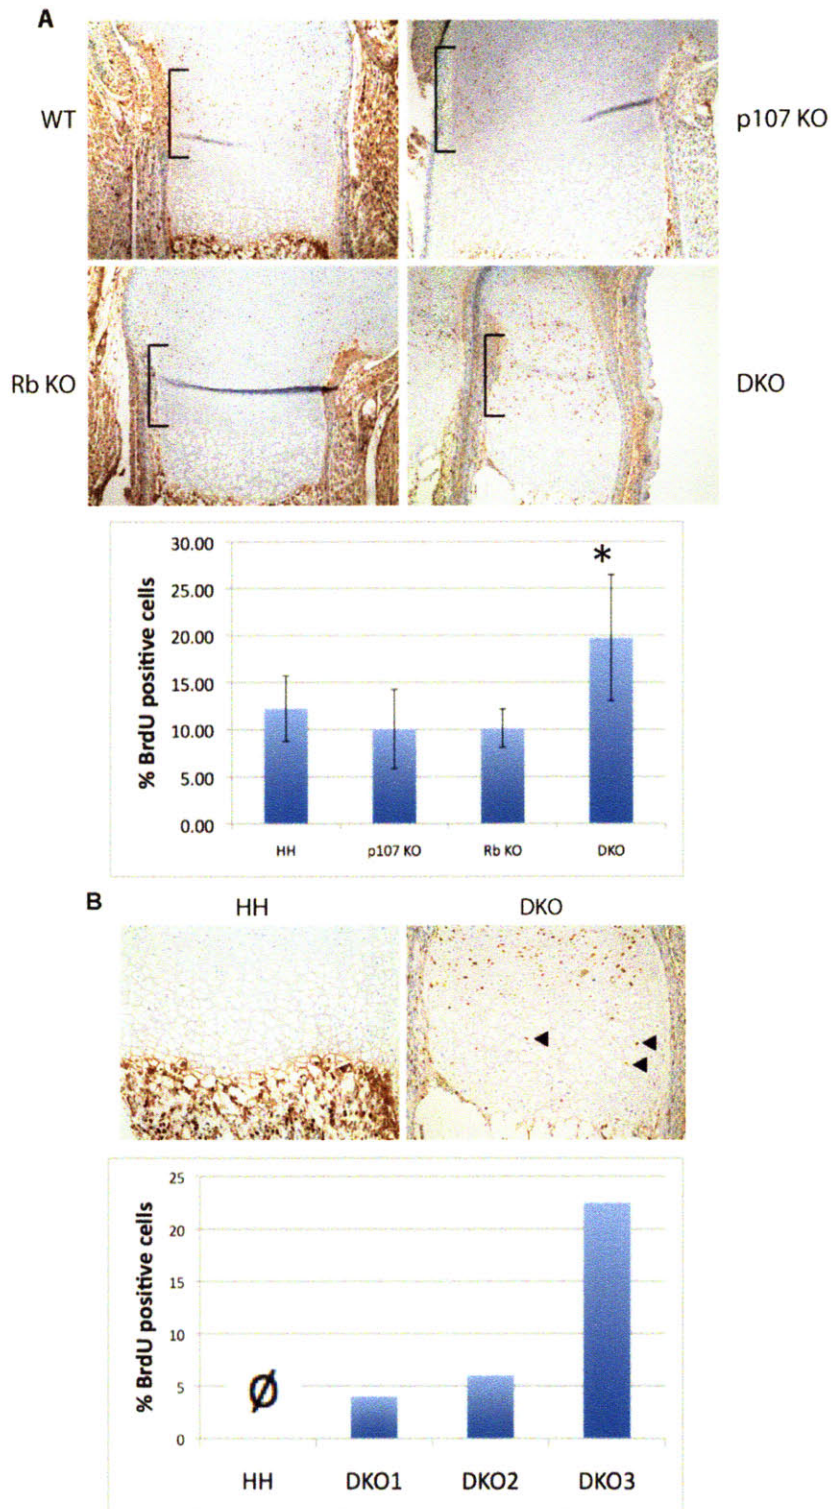 A
WT
p107 KO
Rb KO
DKO
% BrdU positive cells
30.00
25.00
20.00
15.00
10.00
5.00
0.00
*
HH
p107 KO
Rb KO
DKO
B
HH
DKO
% BrdU positive cells
25
20
15
10
5
0
Ø
HH
DKO1
DKO2
DKO3